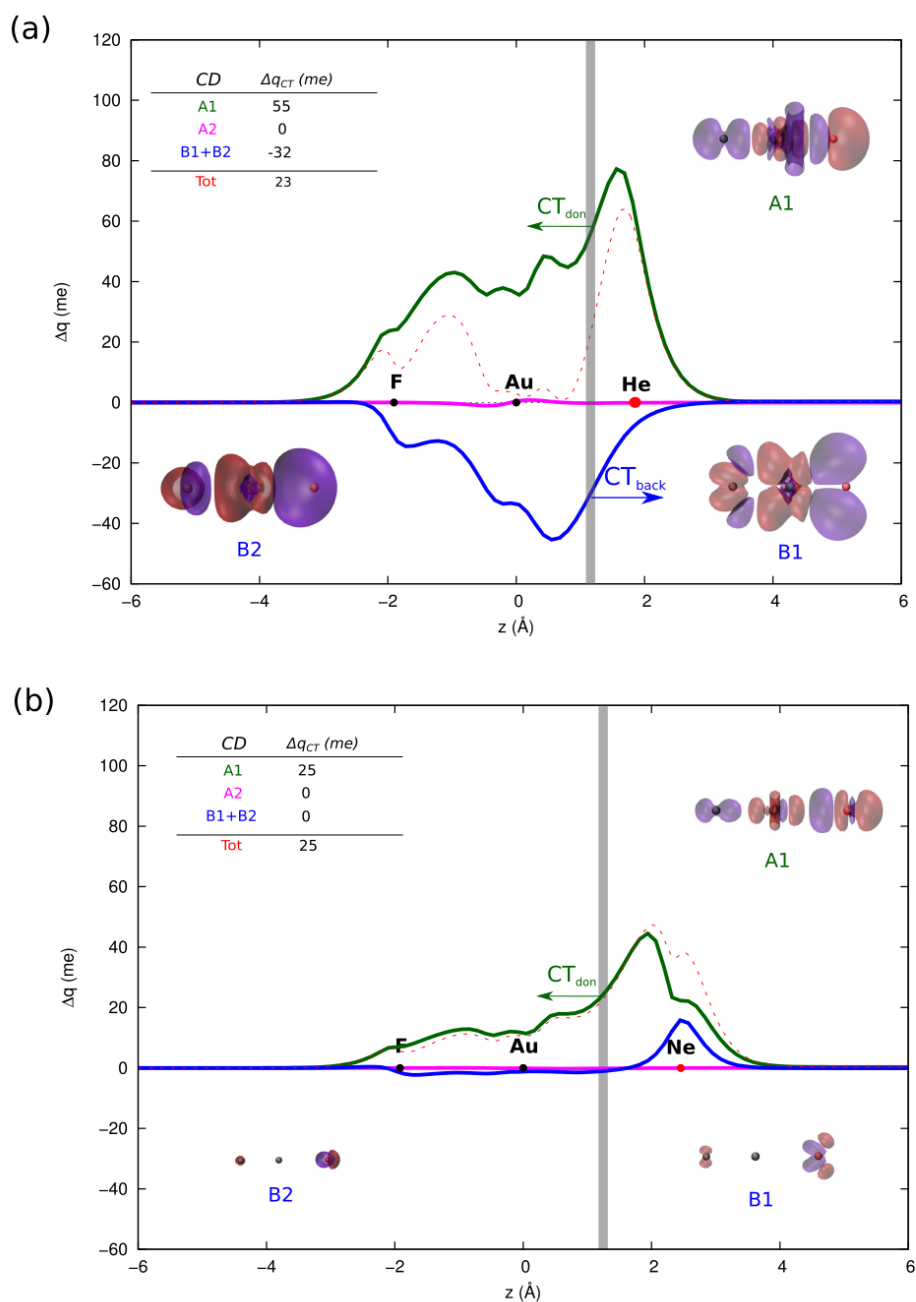 (a)
120
100
80
60
40
20
0
−20
−40
−60
Δq (me)
CD Δq_CT (me)
A1 55
A2 0
B1+B2 -32
Tot 23
A1
CT_don
F Au He
CT_back
B2
B1
−6 −4 −2 0 2 4 6
z (Å)
(b)
120
100
80
60
40
20
0
−20
−40
−60
Δq (me)
CD Δq_CT (me)
A1 25
A2 0
B1+B2 0
Tot 25
A1
CT_don
F Au Ne
B2
B1
−6 −4 −2 0 2 4 6
z (Å)